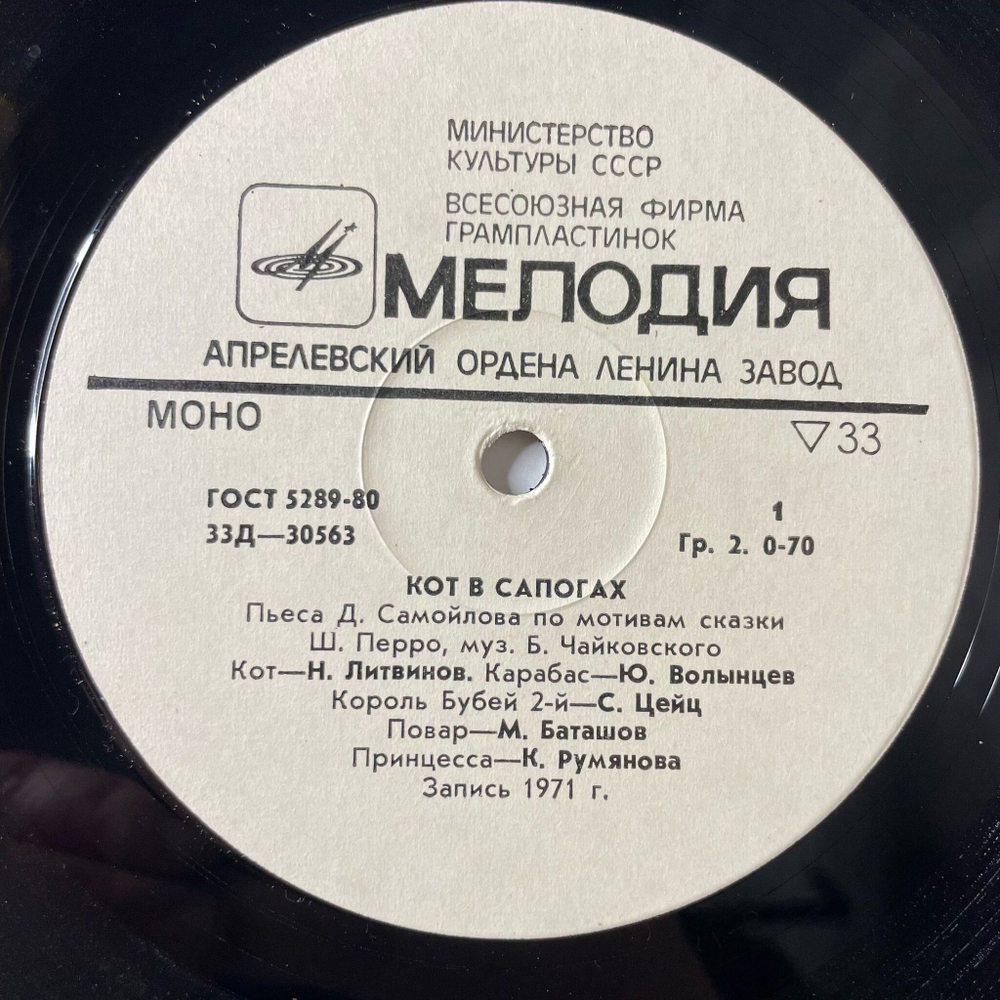 МИНИСТЕРСТВО
КУЛЬТУРЫ СССР
ВСЕСОЮЗНАЯ ФИРМА
ГРАМПЛАСТИНОК
МЕЛОДИЯ
АПРЕЛЕВСКИЙ ОРДЕНА ЛЕНИНА ЗАВОД
МОНО
▽33
ГОСТ 5289-80
33Д—30563
1
Гр. 2. 0-70
КОТ В САПОГАХ
Пьеса Д. Самойлова по мотивам сказки
Ш. Перро, муз. Б. Чайковского
Кот—Н. Литвинов. Карабас—Ю. Волынцев
Король Бубей 2-й—С. Цейц
Повар—М. Баташов
Принцесса—К. Румянова
Запись 1971 г.